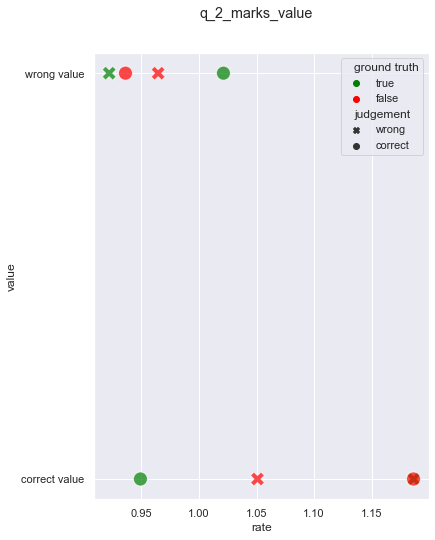 q_2_marks_value
ground truth
true
false
judgement
wrong
correct
wrong value
value
correct value
0.95 1.00 1.05 1.10 1.15
rate